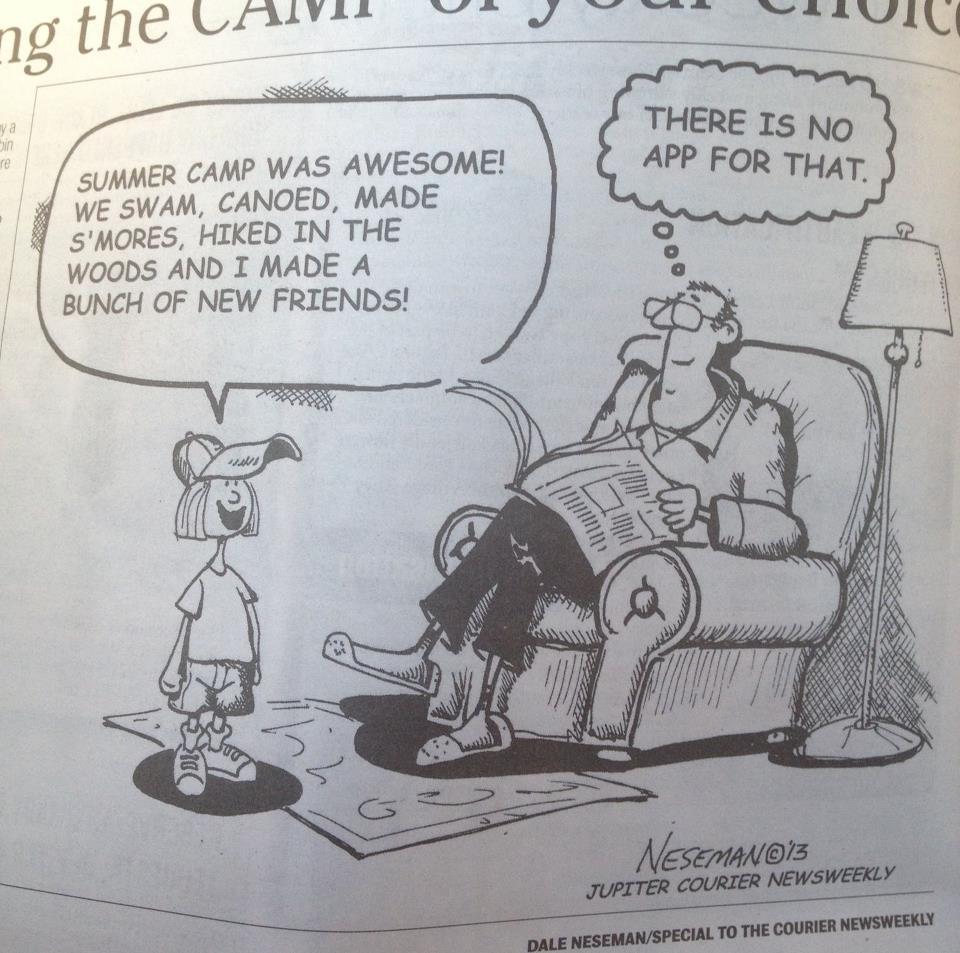 ng the CAMP of your choice
SUMMER CAMP WAS AWESOME!
WE SWAM, CANOED, MADE
S'MORES, HIKED IN THE
WOODS AND I MADE A
BUNCH OF NEW FRIENDS!
THERE IS NO
APP FOR THAT.
NESEMAN©'13
JUPITER COURIER NEWSWEEKLY
DALE NESEMAN/SPECIAL TO THE COURIER NEWSWEEKLY